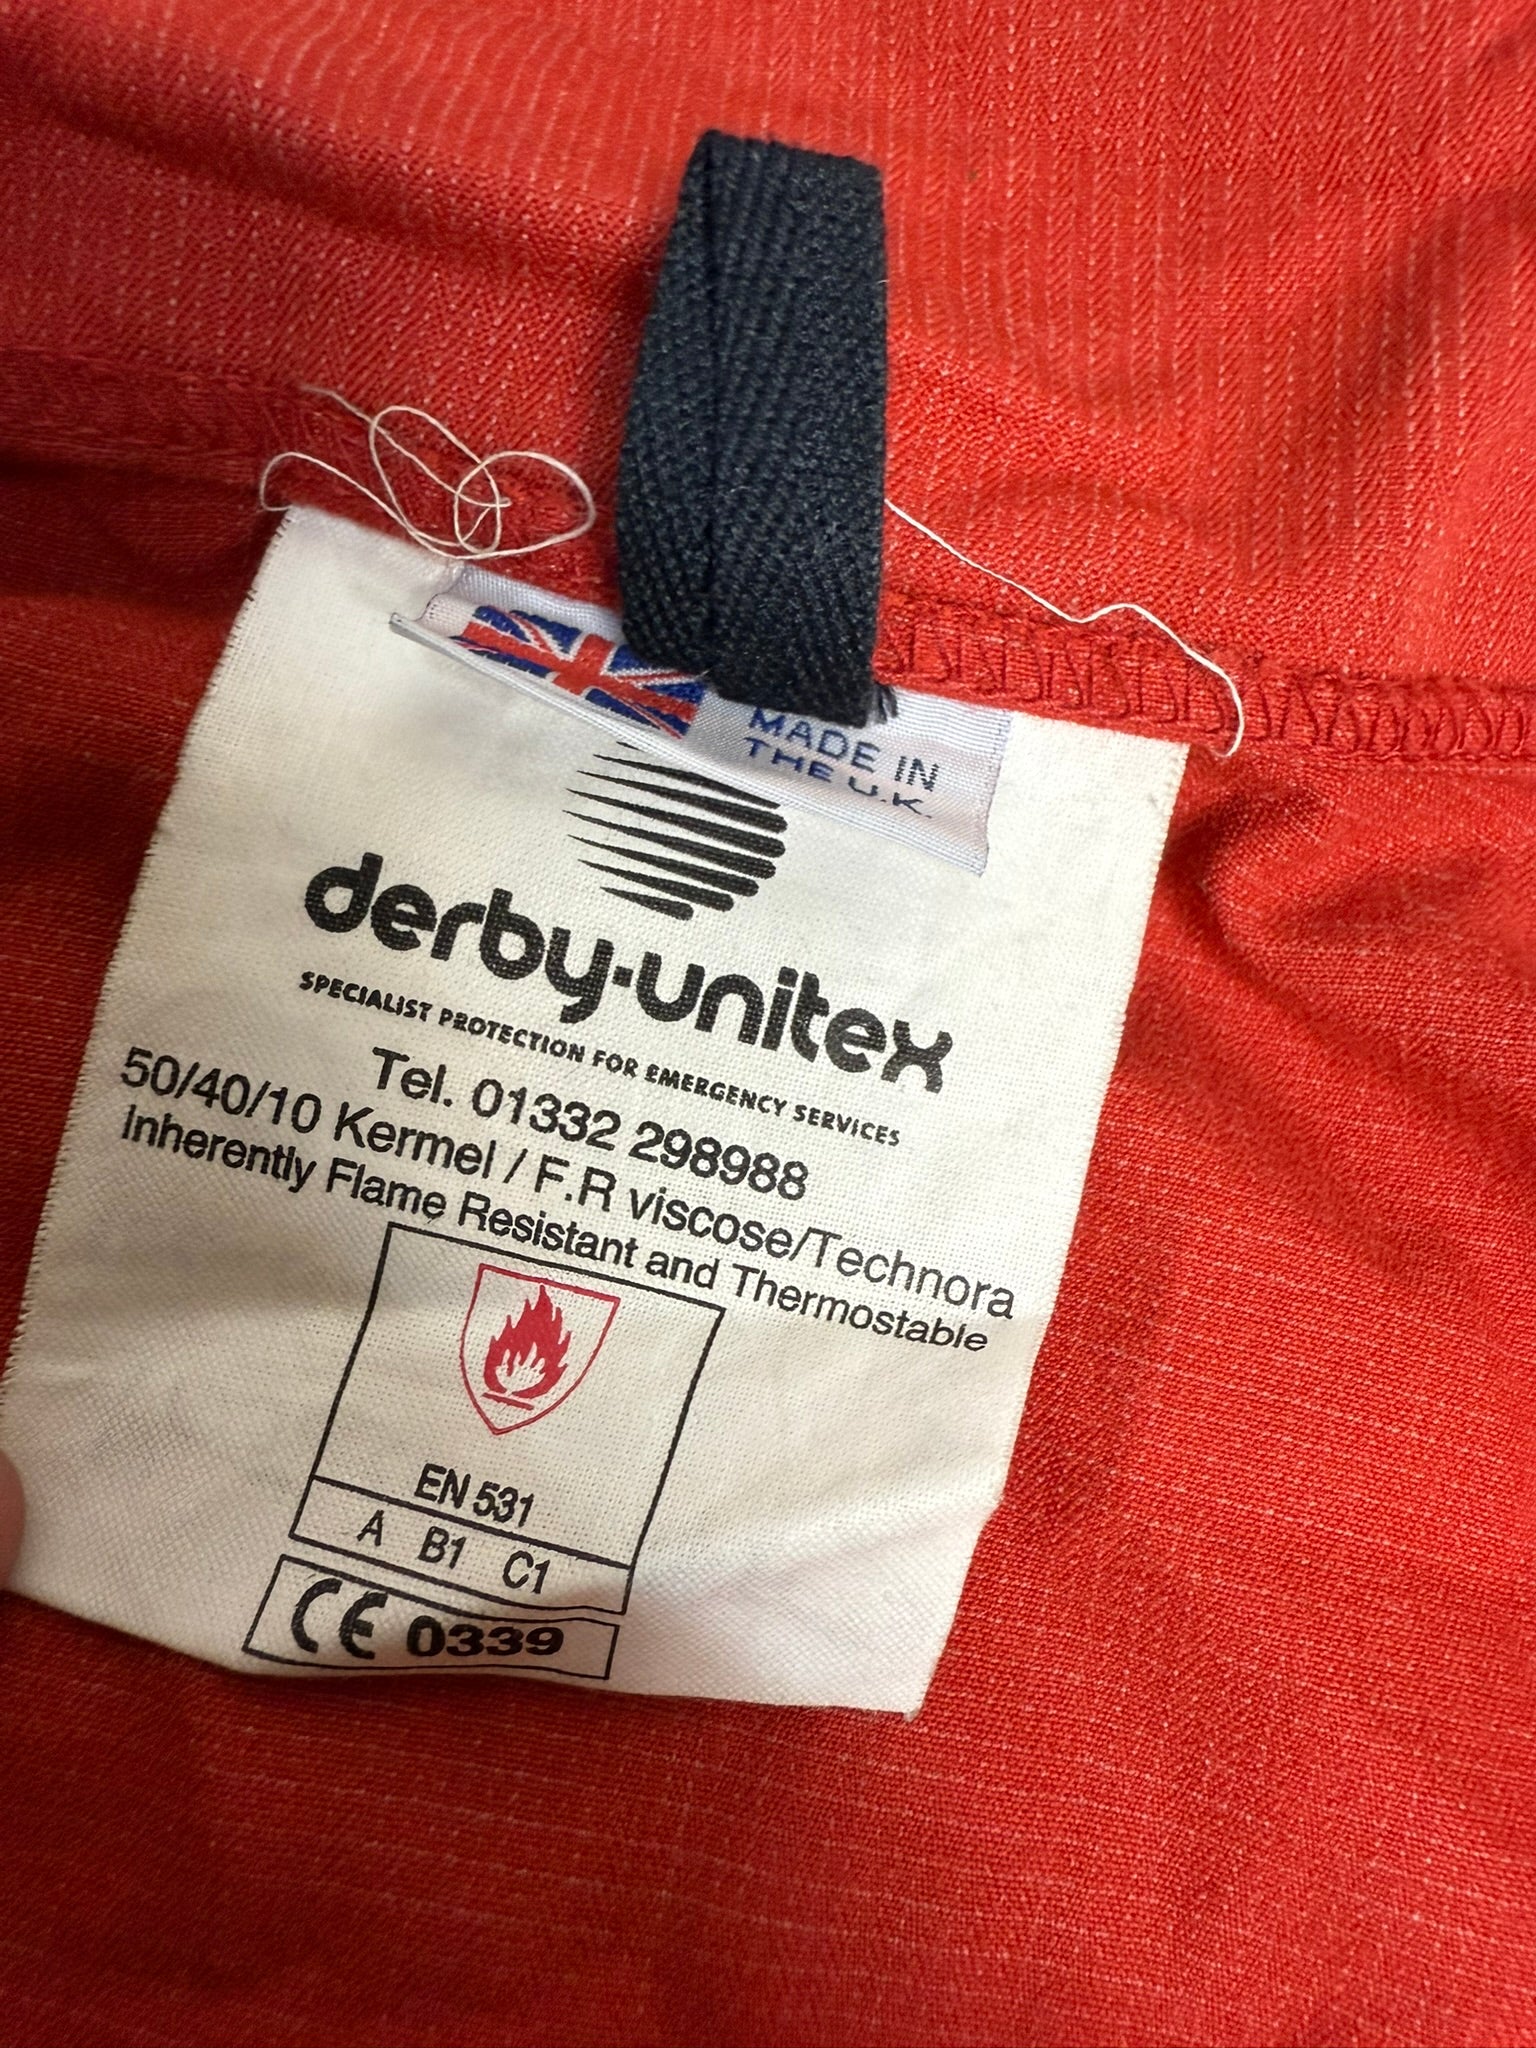 MADE IN
THE U.K.
derby-unitex
SPECIALIST PROTECTION FOR EMERGENCY SERVICES
Tel. 01332 298988
50/40/10 Kermel / F.R viscose/Technora
Inherently Flame Resistant and Thermostable
EN 531
A B1 C1
CE 0339